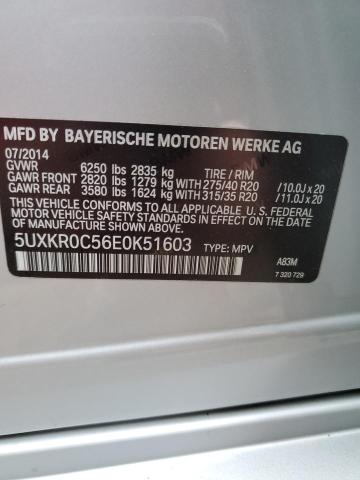 MFD BY BAYERISCHE MOTOREN WERKE AG
07/2014
GVWR 6250 lbs 2835 kg TIRE / RIM
GAWR FRONT 2820 lbs 1279 kg WITH 275/40 R20 /10.0J x 20
GAWR REAR 3580 lbs 1624 kg WITH 315/35 R20 /11.0J x 20
THIS VEHICLE CONFORMS TO ALL APPLICABLE U.S. FEDERAL
MOTOR VEHICLE SAFETY STANDARDS IN EFFECT ON
THE DATE OF MANUFACTURE SHOWN ABOVE.
5UXKR0C56E0K51603 TYPE: MPV
A83M
7 320 729